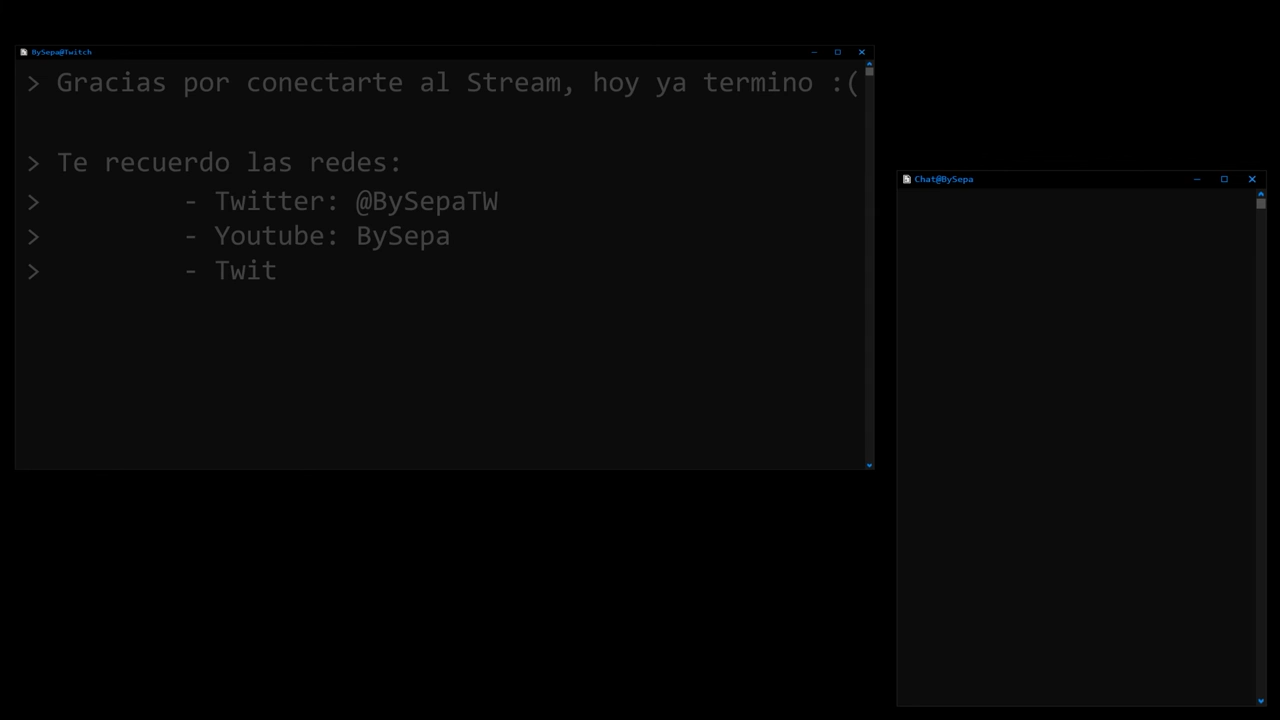 BySepa@Twitch
> Gracias por conectarte al Stream, hoy ya termino :(
> Te recuerdo las redes:
> - Twitter: @BySepaTW
> - Youtube: BySepa
> - Twit
Chat@BySepa